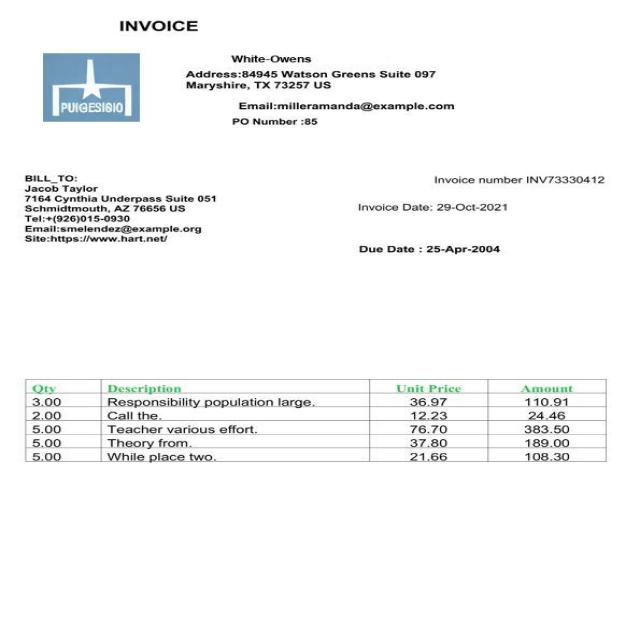 INVOICE
White-Owens
Address:84945 Watson Greens Suite 097
Maryshire, TX 73257 US
PUIGESIGIO
Email:milleramanda@example.com
PO Number :85
BILL_TO:
Jacob Taylor
7164 Cynthia Underpass Suite 051
Schmidtmouth, AZ 76656 US
Tel:+(926)015-0930
Email:smelendez@example.org
Site:https://www.hart.net/
Invoice number INV73330412
Invoice Date: 29-Oct-2021
Due Date : 25-Apr-2004
Qty Description Unit Price Amount
3.00 Responsibility population large. 36.97 110.91
2.00 Call the. 12.23 24.46
5.00 Teacher various effort. 76.70 383.50
5.00 Theory from. 37.80 189.00
5.00 While place two. 21.66 108.30